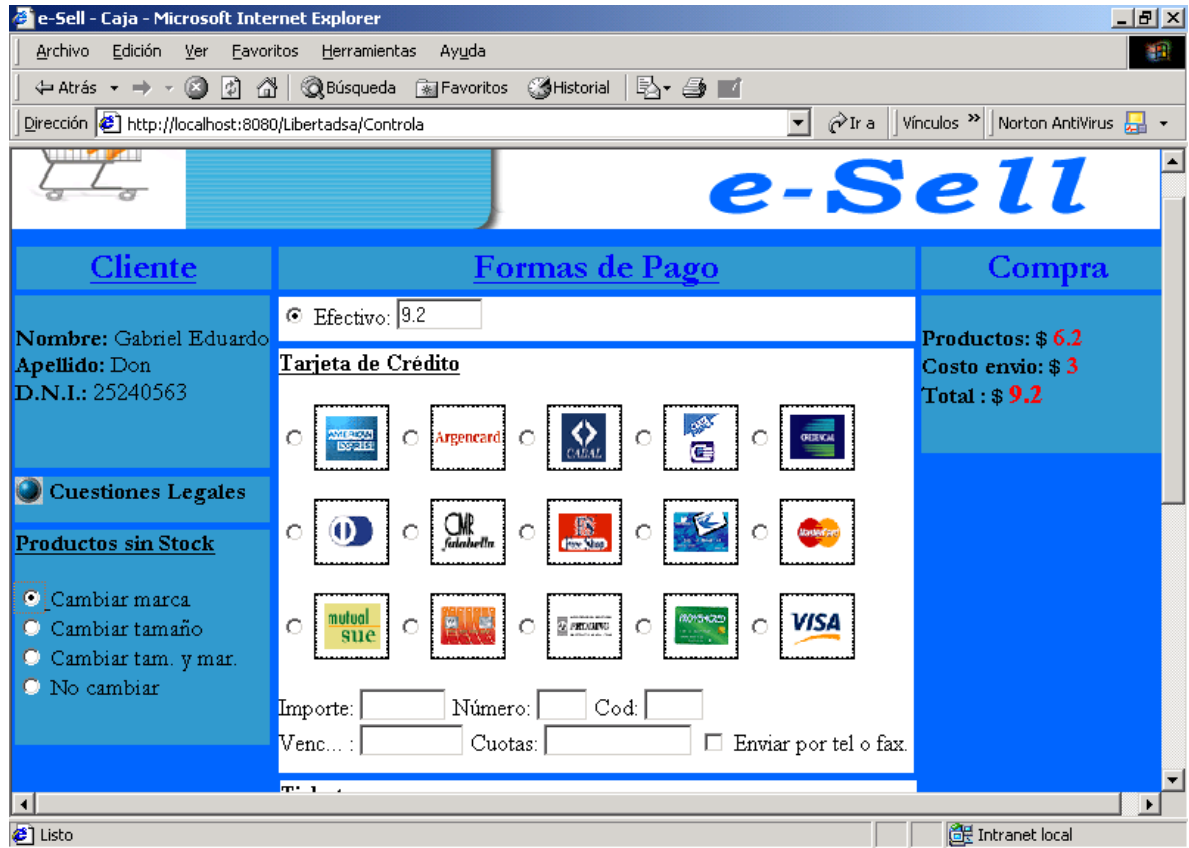 e-Sell - Caja - Microsoft Internet Explorer
Archivo Edición Ver Favoritos Herramientas Ayuda
Atrás Búsqueda Favoritos Historial
Dirección http://localhost:8080/Libertadsa/Controla Ir a Vínculos » Norton AntiVirus
e-Sell
Cliente
Nombre: Gabriel Eduardo
Apellido: Don
D.N.I.: 25240563
Cuestiones Legales
Productos sin Stock
Cambiar marca
Cambiar tamaño
Cambiar tam. y mar.
No cambiar
Formas de Pago
Efectivo: 9.2
Tarjeta de Crédito
AMERICAN EXPRESS Argencard CABAL CREDENCIAL
CMR falabella Free Shop MasterCard
mutual sue VISA
Importe: Número: Cod:
Venc... : Cuotas: Enviar por tel o fax.
Compra
Productos: $ 6.2
Costo envio: $ 3
Total : $ 9.2
Listo Intranet local